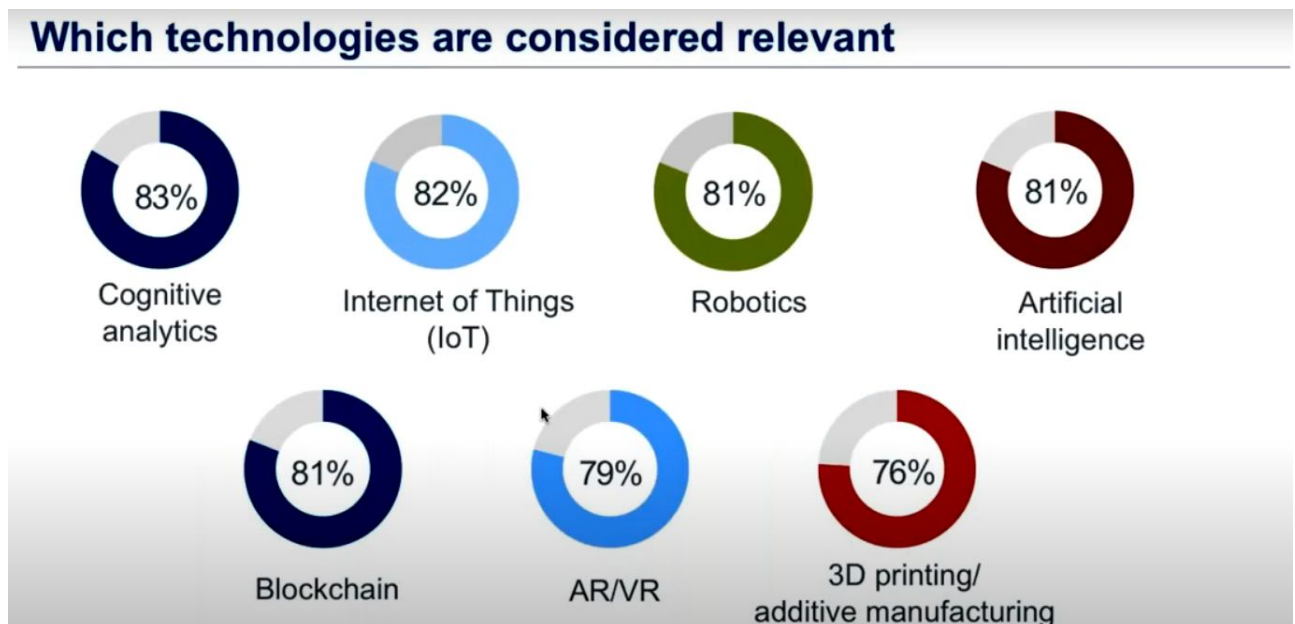 Which technologies are considered relevant
83%
82%
81%
81%
Cognitive
analytics
Internet of Things
(IoT)
Robotics
Artificial
intelligence
81%
79%
76%
Blockchain
AR/VR
3D printing/
additive manufacturing